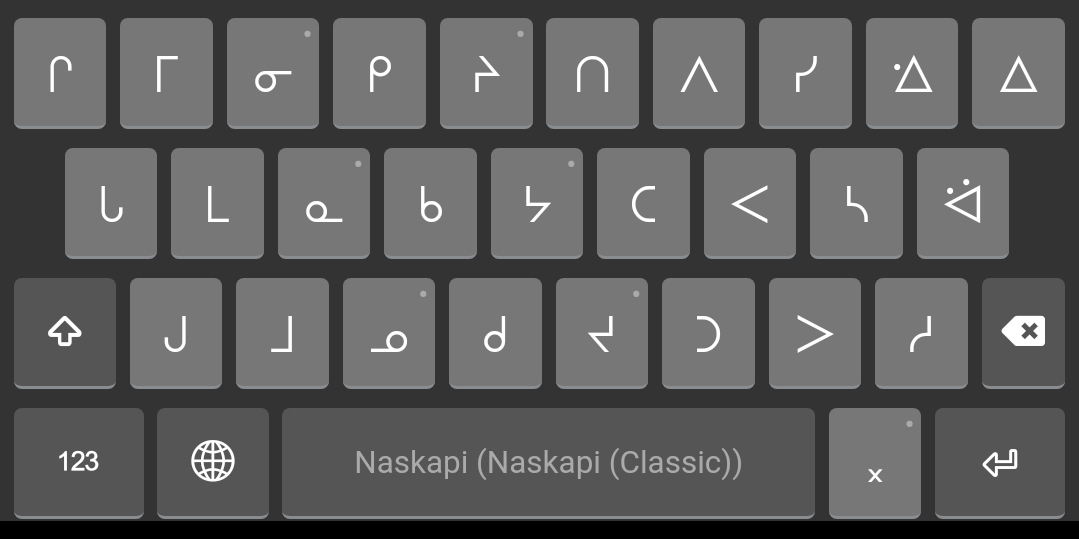 ᒋ ᒥ ᓂ ᑭ ᔨ ᑎ ᐱ ᓯ ᐎ ᐃ
ᒐ ᒪ ᓇ ᑲ ᔭ ᑕ ᐸ ᓴ ᐛ
ᒍ ᒧ ᓄ ᑯ ᔪ ᑐ ᐳ ᓱ
123 Naskapi (Naskapi (Classic)) ᙮